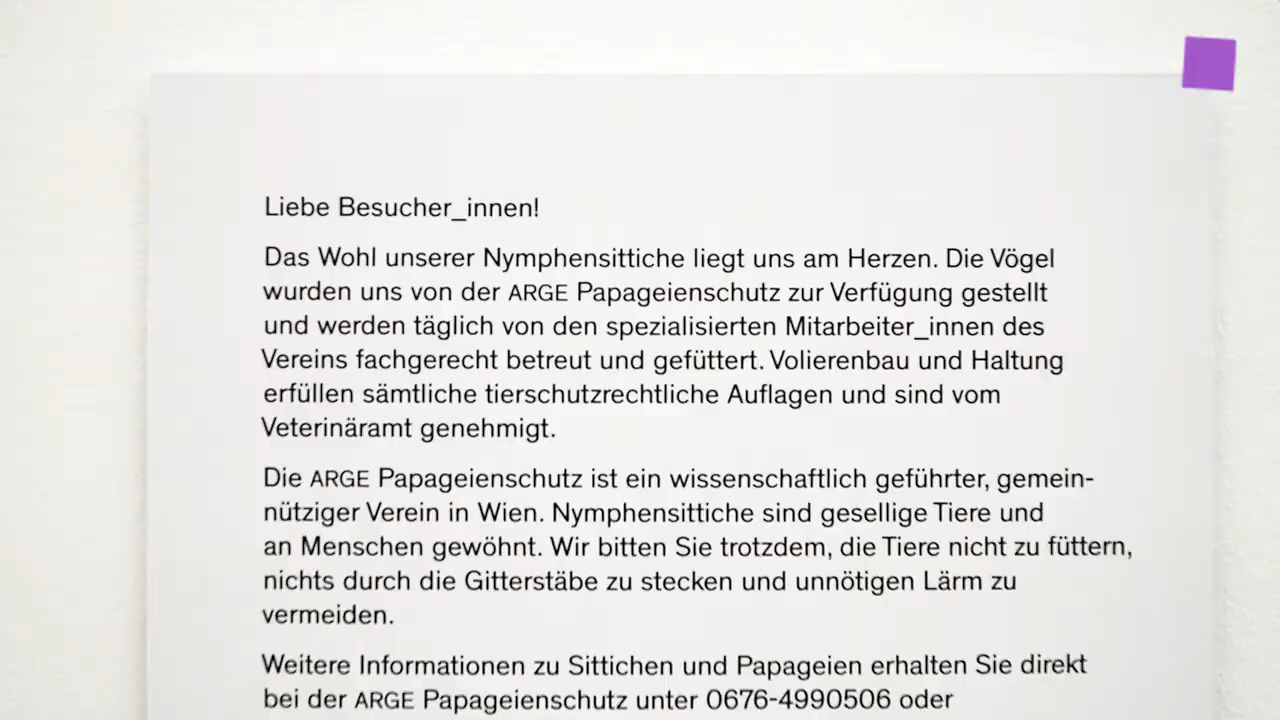 Liebe Besucher_innen!
Das Wohl unserer Nymphensittiche liegt uns am Herzen. Die Vögel
wurden uns von der ARGE Papageienschutz zur Verfügung gestellt
und werden täglich von den spezialisierten Mitarbeiter_innen des
Vereins fachgerecht betreut und gefüttert. Volierenbau und Haltung
erfüllen sämtliche tierschutzrechtliche Auflagen und sind vom
Veterinäramt genehmigt.
Die ARGE Papageienschutz ist ein wissenschaftlich geführter, gemein-
nütziger Verein in Wien. Nymphensittiche sind gesellige Tiere und
an Menschen gewöhnt. Wir bitten Sie trotzdem, die Tiere nicht zu füttern,
nichts durch die Gitterstäbe zu stecken und unnötigen Lärm zu
vermeiden.
Weitere Informationen zu Sittichen und Papageien erhalten Sie direkt
bei der ARGE Papageienschutz unter 0676-4990506 oder